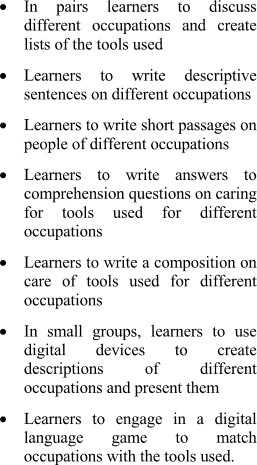 • In pairs learners to discuss
different occupations and create
lists of the tools used
• Learners to write descriptive
sentences on different occupations
• Learners to write short passages on
people of different occupations
• Learners to write answers to
comprehension questions on caring
for tools used for different
occupations
• Learners to write a composition on
care of tools used for different
occupations
• In small groups, learners to use
digital devices to create
descriptions of different
occupations and present them
• Learners to engage in a digital
language game to match
occupations with the tools used.